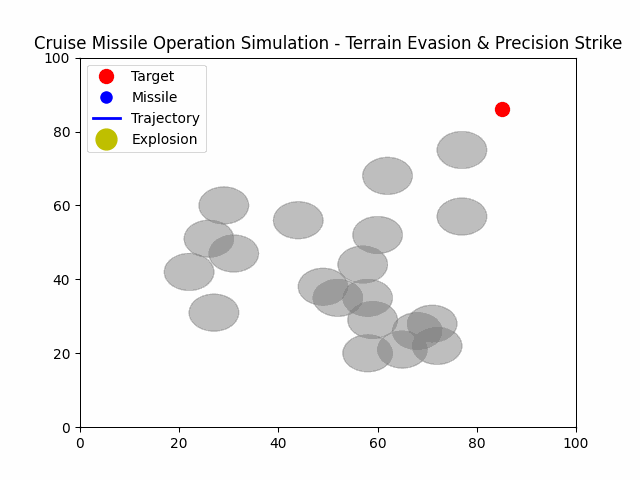 Cruise Missile Operation Simulation - Terrain Evasion & Precision Strike
100
80
60
40
20
0
Target
Missile
Trajectory
Explosion
0 20 40 60 80 100